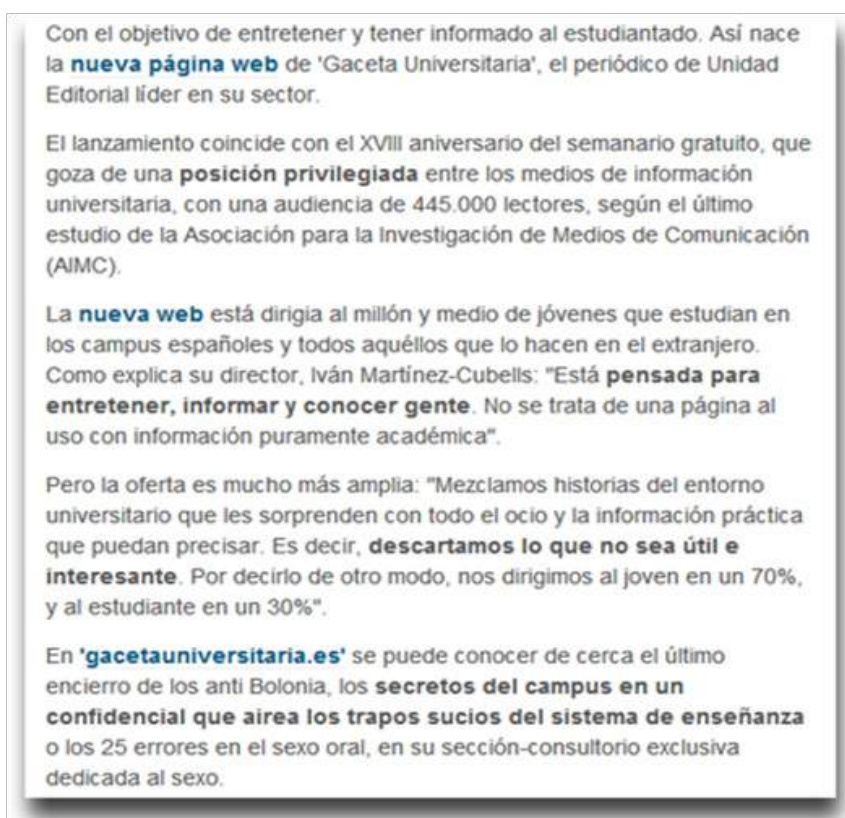 Con el objetivo de entretener y tener informado al estudiantado. Así nace
la nueva página web de 'Gaceta Universitaria', el periódico de Unidad
Editorial líder en su sector.
El lanzamiento coincide con el XVIII aniversario del semanario gratuito, que
goza de una posición privilegiada entre los medios de información
universitaria, con una audiencia de 445.000 lectores, según el último
estudio de la Asociación para la Investigación de Medios de Comunicación
(AIMC).
La nueva web está dirigia al millón y medio de jóvenes que estudian en
los campus españoles y todos aquéllos que lo hacen en el extranjero.
Como explica su director, Iván Martínez-Cubells: "Está pensada para
entretener, informar y conocer gente. No se trata de una página al
uso con información puramente académica".
Pero la oferta es mucho más amplia: "Mezclamos historias del entorno
universitario que les sorprenden con todo el ocio y la información práctica
que puedan precisar. Es decir, descartamos lo que no sea útil e
interesante. Por decirlo de otro modo, nos dirigimos al joven en un 70%,
y al estudiante en un 30%".
En 'gacetauniversitaria.es' se puede conocer de cerca el último
encierro de los anti Bolonia, los secretos del campus en un
confidencial que airea los trapos sucios del sistema de enseñanza
o los 25 errores en el sexo oral, en su sección-consultorio exclusiva
dedicada al sexo.